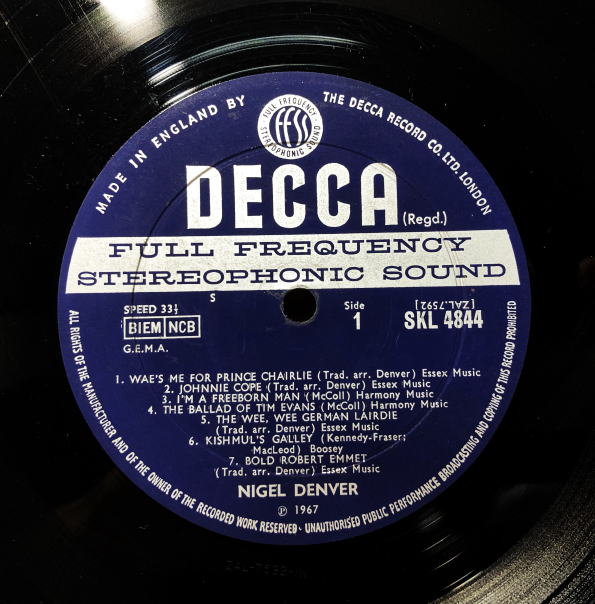 MADE IN ENGLAND BY
THE DECCA RECORD CO. LTD. LONDON
FULL FREQUENCY
ffss
STEREOPHONIC SOUND
DECCA (Regd.)
FULL FREQUENCY
STEREOPHONIC SOUND
S
SPEED 33⅓
BIEM NCB
G.E.M.A.
Side
1
[ZAL.7592]
SKL 4844
1. WAE'S ME FOR PRINCE CHAIRLIE (Trad. arr. Denver) Essex Music
2. JOHNNIE COPE (Trad. arr. Denver) Essex Music
3. I'M A FREEBORN MAN (McColl) Harmony Music
4. THE BALLAD OF TIM EVANS (McColl) Harmony Music
5. THE WEE, WEE GERMAN LAIRDIE
(Trad. arr. Denver) Essex Music
6. KISHMUL'S GALLEY (Kennedy-Fraser;
MacLeod) Boosey
7. BOLD ROBERT EMMET
(Trad. arr. Denver) Essex Music
NIGEL DENVER
℗ 1967
ALL RIGHTS OF THE MANUFACTURER AND OF THE OWNER OF THE RECORDED WORK RESERVED · UNAUTHORISED PUBLIC PERFORMANCE BROADCASTING AND COPYING OF THIS RECORD PROHIBITED